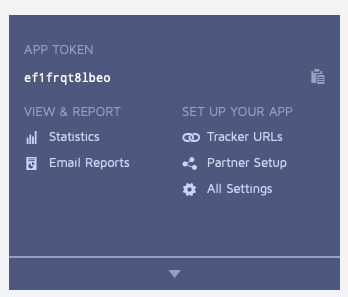 APP TOKEN
ef1frqt8lbeo
VIEW & REPORT
Statistics
Email Reports
SET UP YOUR APP
Tracker URLs
Partner Setup
All Settings